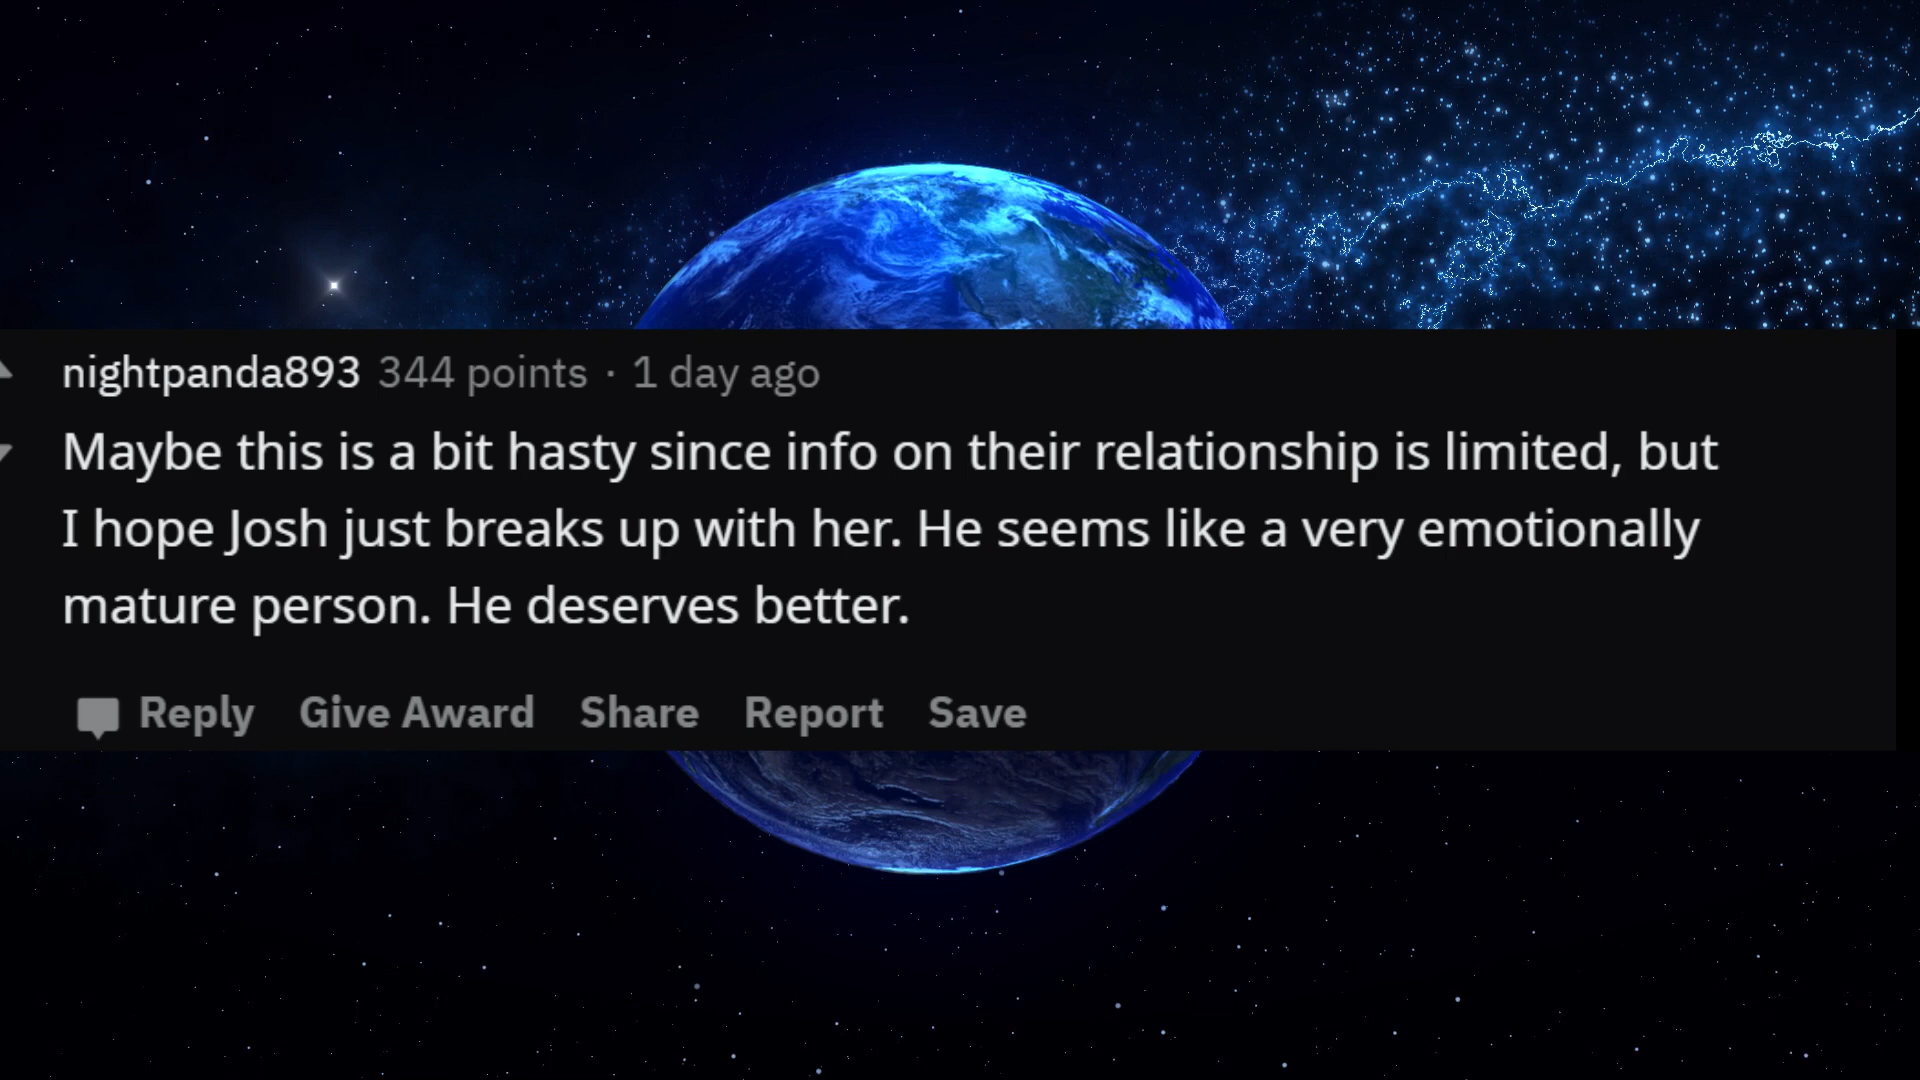 nightpanda893 344 points · 1 day ago
Maybe this is a bit hasty since info on their relationship is limited, but
I hope Josh just breaks up with her. He seems like a very emotionally
mature person. He deserves better.
Reply Give Award Share Report Save